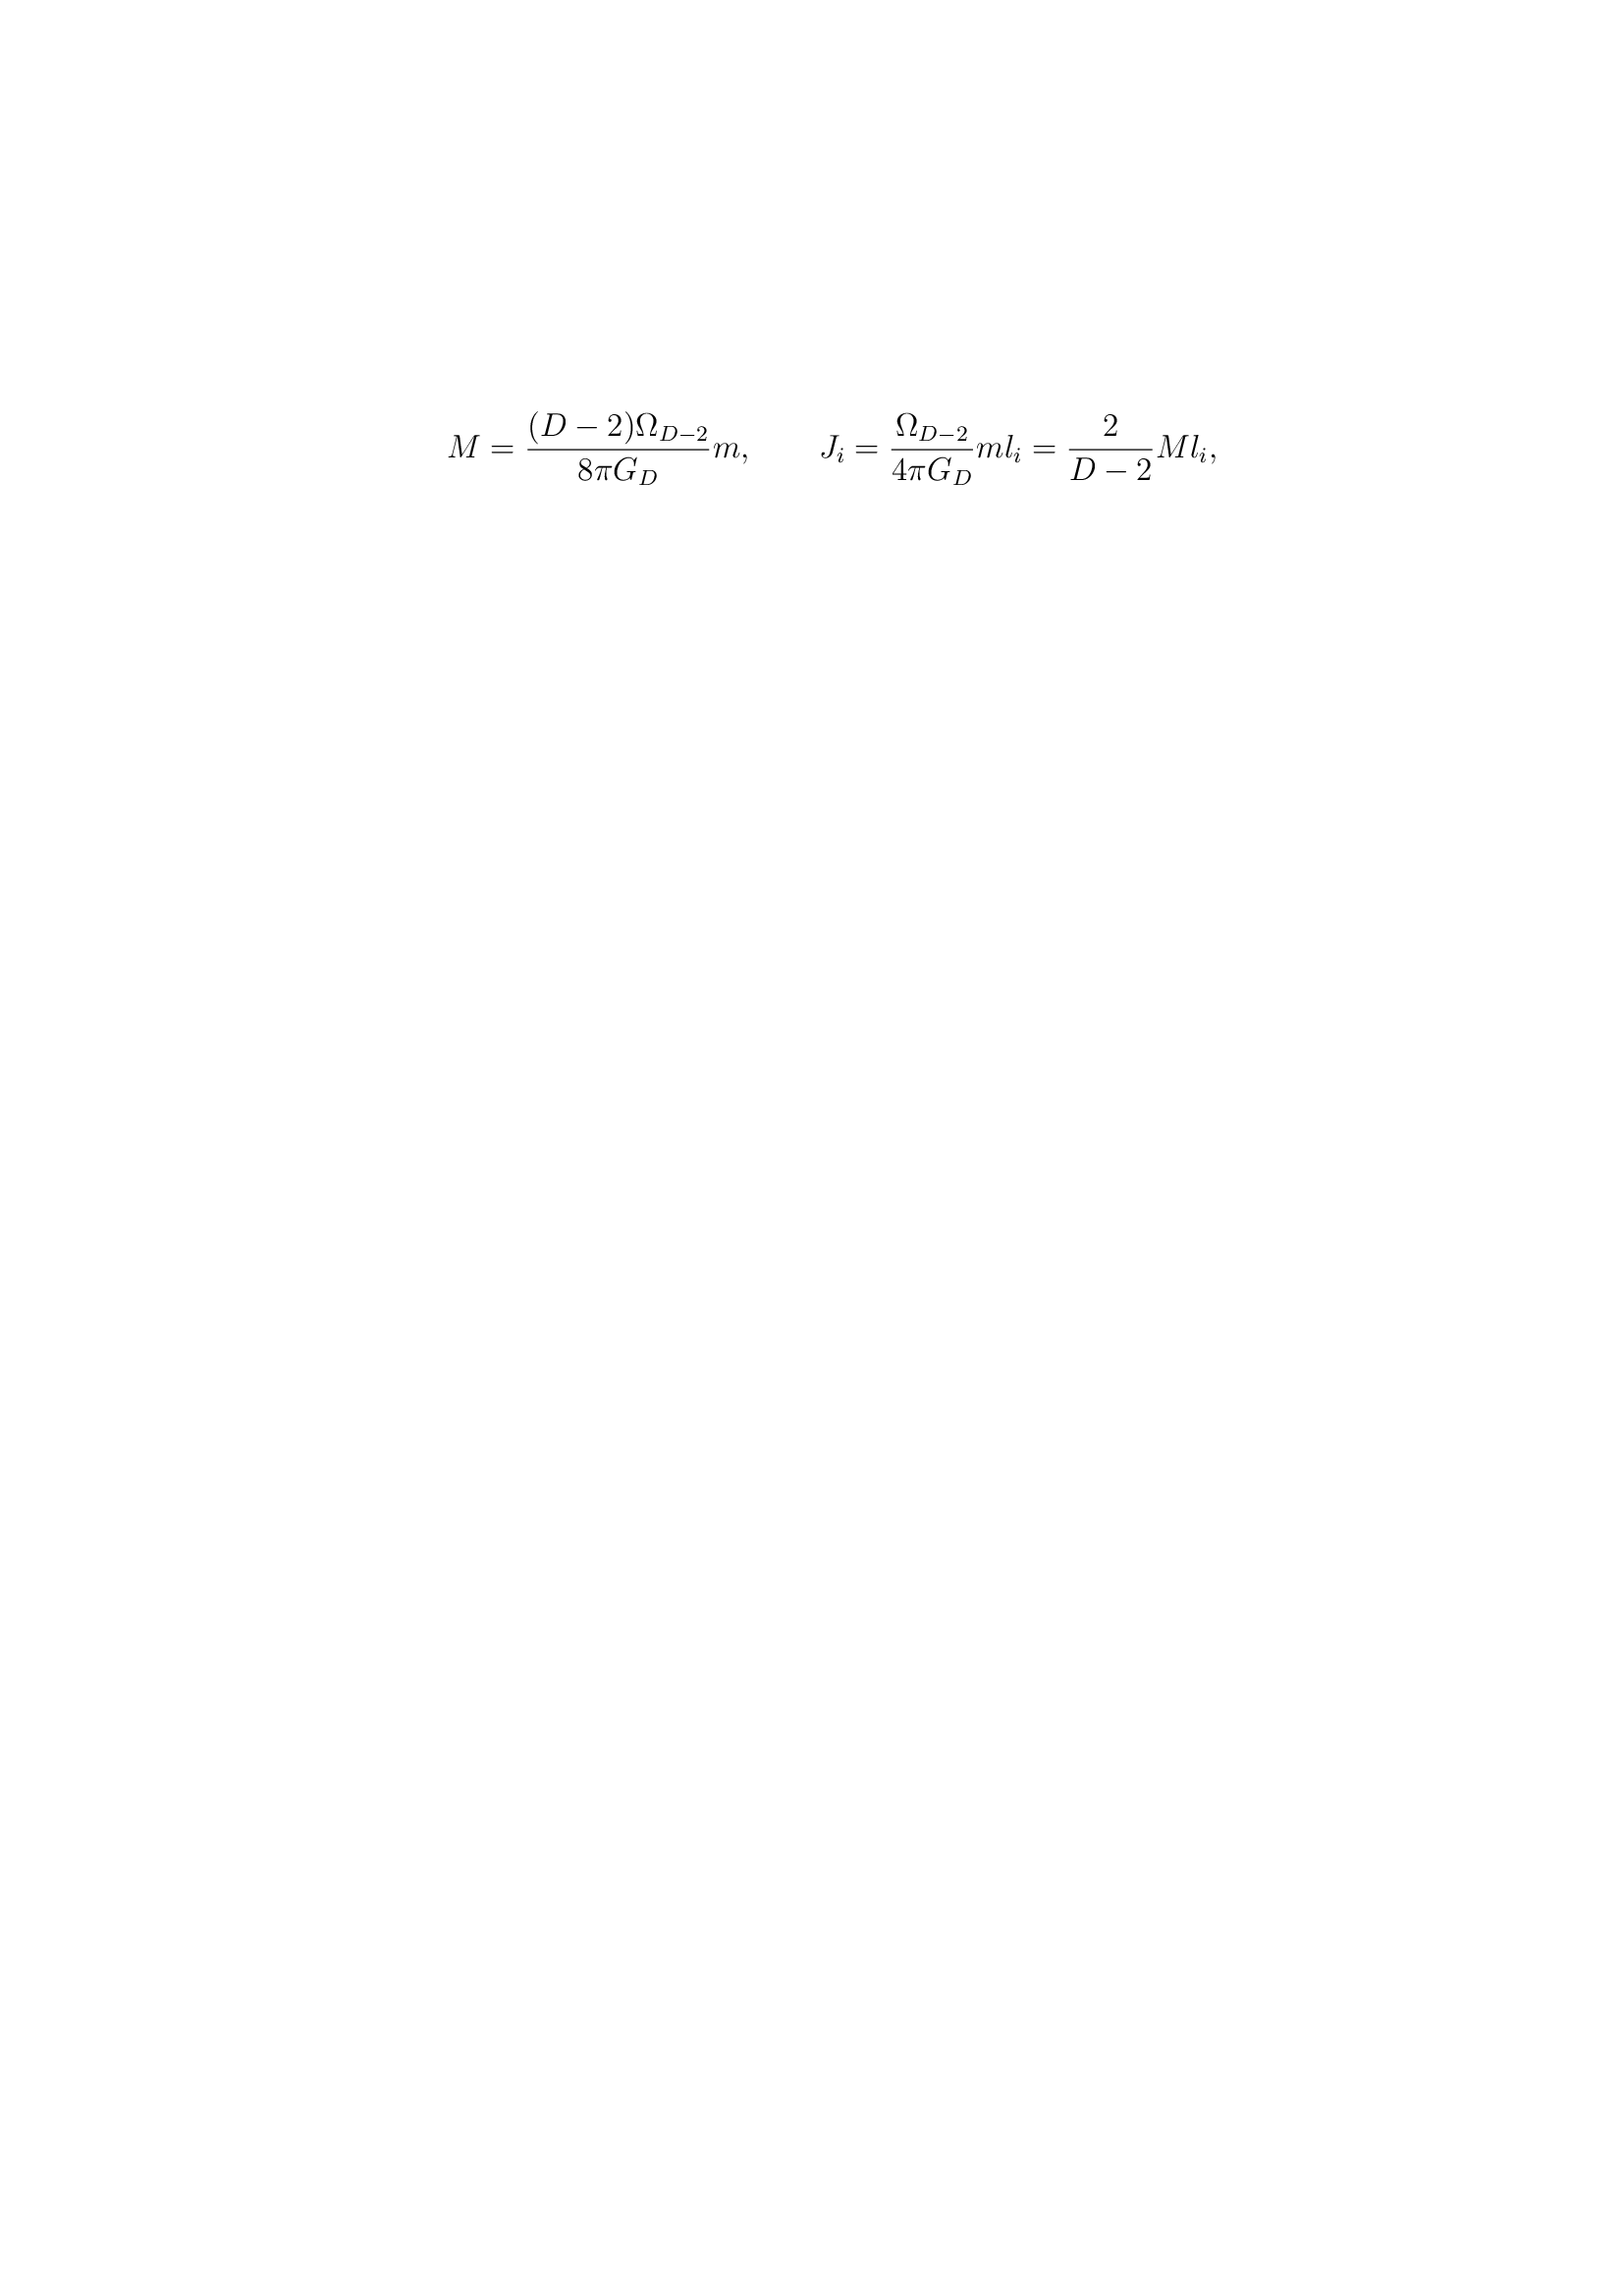 $M = \frac{(D-2)\Omega_{D-2}}{8\pi G_D} m, \qquad J_i = \frac{\Omega_{D-2}}{4\pi G_D} m l_i = \frac{2}{D-2} M l_i,$